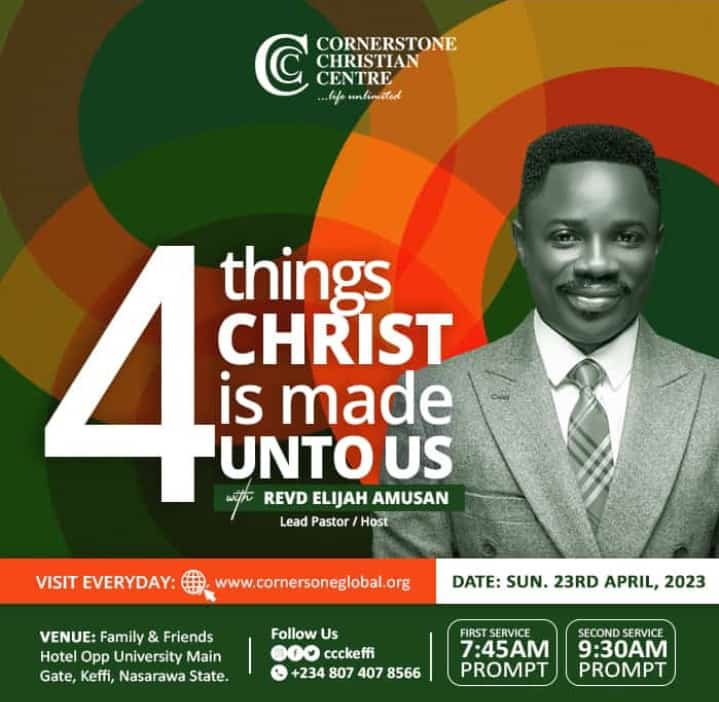 CCC
CORNERSTONE
CHRISTIAN
CENTRE
...life unlimited
4 things
CHRIST
is made
UNTO US
with REVD ELIJAH AMUSAN
Lead Pastor / Host
VISIT EVERYDAY: www.cornersoneglobal.org
DATE: SUN. 23RD APRIL, 2023
VENUE: Family & Friends
Hotel Opp University Main
Gate, Keffi, Nasarawa State.
Follow Us
ccckeffi
+234 807 407 8566
FIRST SERVICE
7:45AM
PROMPT
SECOND SERVICE
9:30AM
PROMPT